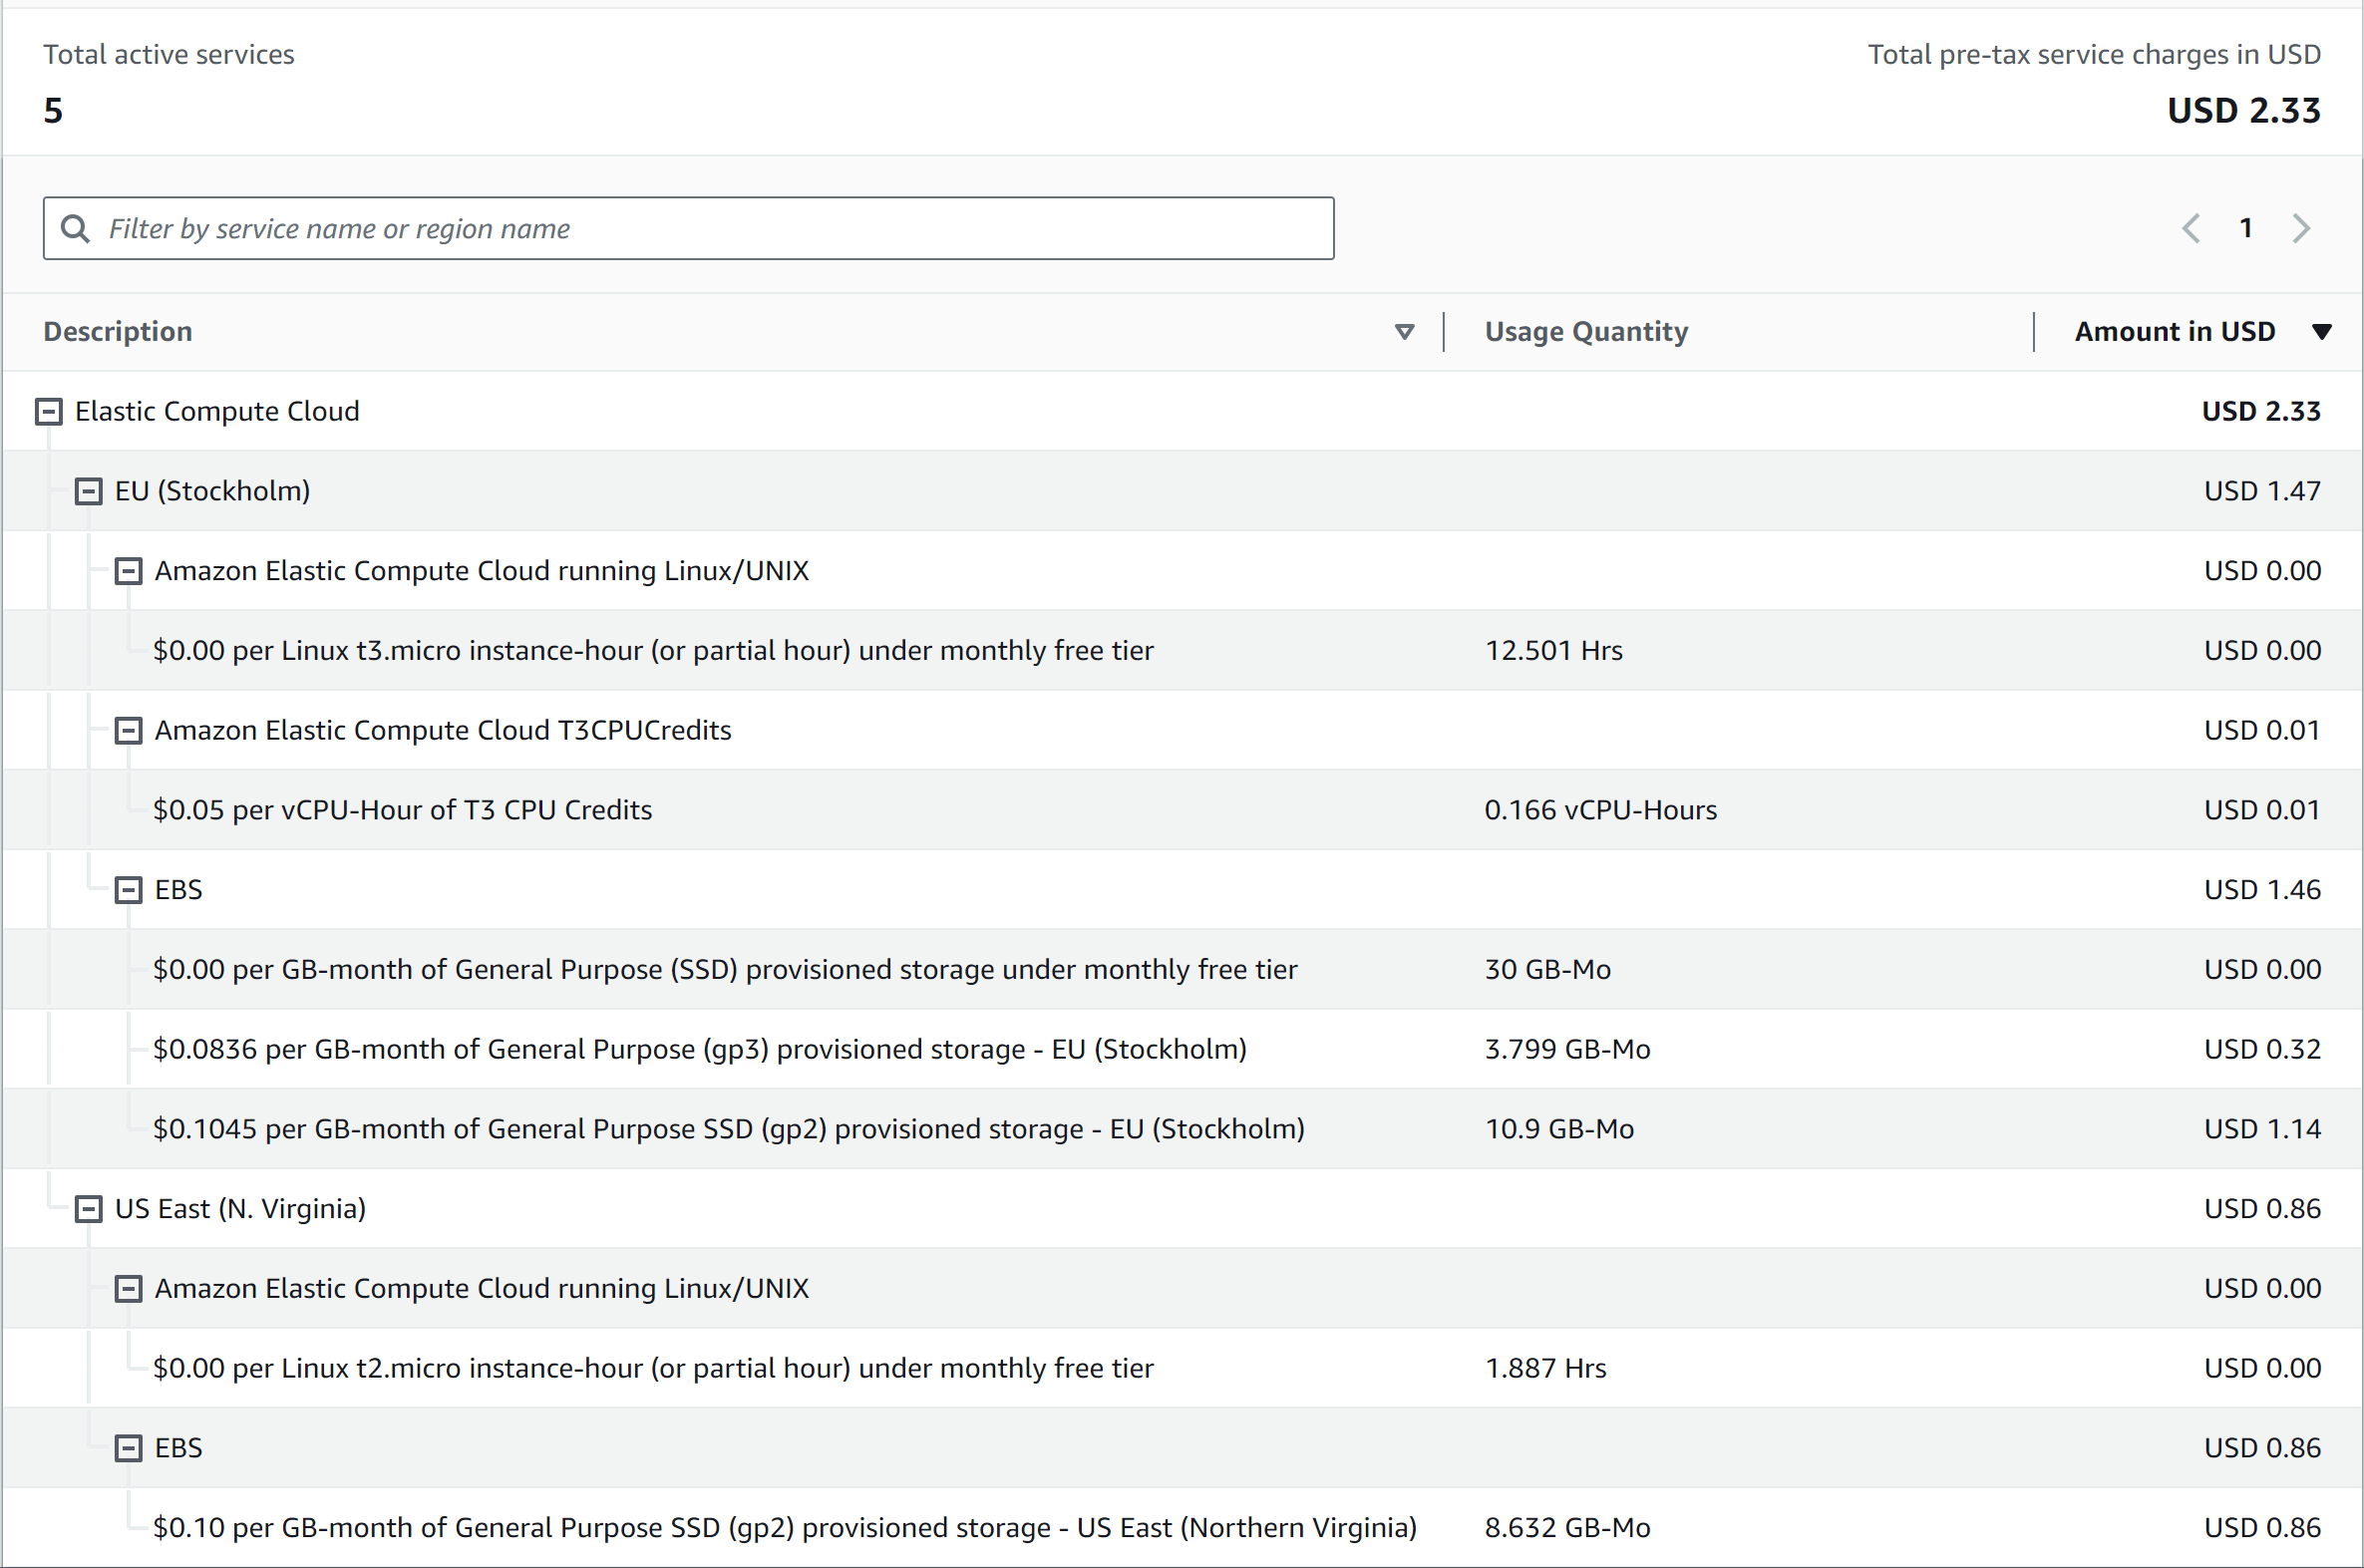 Total active services
Total pre-tax service charges in USD
5
USD 2.33
Filter by service name or region name
1
Description Usage Quantity Amount in USD
Elastic Compute Cloud USD 2.33
EU (Stockholm) USD 1.47
Amazon Elastic Compute Cloud running Linux/UNIX USD 0.00
$0.00 per Linux t3.micro instance-hour (or partial hour) under monthly free tier 12.501 Hrs USD 0.00
Amazon Elastic Compute Cloud T3CPUCredits USD 0.01
$0.05 per vCPU-Hour of T3 CPU Credits 0.166 vCPU-Hours USD 0.01
EBS USD 1.46
$0.00 per GB-month of General Purpose (SSD) provisioned storage under monthly free tier 30 GB-Mo USD 0.00
$0.0836 per GB-month of General Purpose (gp3) provisioned storage - EU (Stockholm) 3.799 GB-Mo USD 0.32
$0.1045 per GB-month of General Purpose SSD (gp2) provisioned storage - EU (Stockholm) 10.9 GB-Mo USD 1.14
US East (N. Virginia) USD 0.86
Amazon Elastic Compute Cloud running Linux/UNIX USD 0.00
$0.00 per Linux t2.micro instance-hour (or partial hour) under monthly free tier 1.887 Hrs USD 0.00
EBS USD 0.86
$0.10 per GB-month of General Purpose SSD (gp2) provisioned storage - US East (Northern Virginia) 8.632 GB-Mo USD 0.86